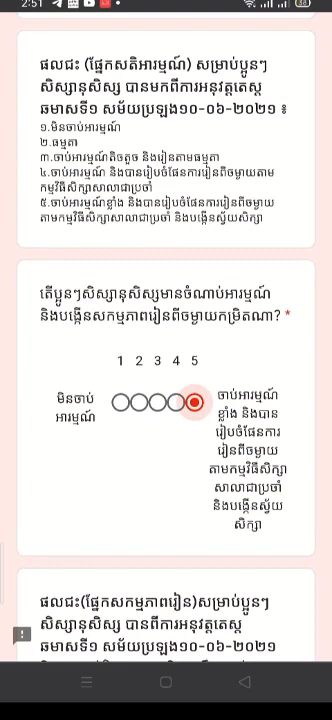 2:51
ផលជះ (ផ្នែកសតិអារម្មណ៍) សម្រាប់ប្អូនៗ
សិស្សានុសិស្ស បានមកពីការអនុវត្តតេស្ត
ឆមាសទី១ សម័យប្រឡង១០-០៦-២០២១ ៖
១.មិនចាប់អារម្មណ៍
២.ធម្មតា
៣.ចាប់អារម្មណ៍តិចតួច និងរៀនតាមធម្មតា
៤.ចាប់អារម្មណ៍ និងបានរៀបចំផែនការរៀនពីចម្ងាយតាម
កម្មវិធីសិក្សាសាលាជាប្រចាំ
៥.ចាប់អារម្មណ៍ខ្លាំង និងបានរៀបចំផែនការរៀនពីចម្ងាយ
តាមកម្មវិធីសិក្សាសាលាជាប្រចាំ និងបង្កើនស្វ័យសិក្សា
តើប្អូនៗសិស្សានុសិស្សមានចំណាប់អារម្មណ៍
និងបង្កើនសកម្មភាពរៀនពីចម្ងាយកម្រិតណា? *
1 2 3 4 5
មិនចាប់
អារម្មណ៍
ចាប់អារម្មណ៍
ខ្លាំង និងបាន
រៀបចំផែនការ
រៀនពីចម្ងាយ
តាមកម្មវិធីសិក្សា
សាលាជាប្រចាំ
និងបង្កើនស្វ័យ
សិក្សា
ផលជះ(ផ្នែកសកម្មភាពរៀន)សម្រាប់ប្អូនៗ
សិស្សានុសិស្ស បានពីការអនុវត្តតេស្ត
ឆមាសទី១ សម័យប្រឡង១០-០៦-២០២១